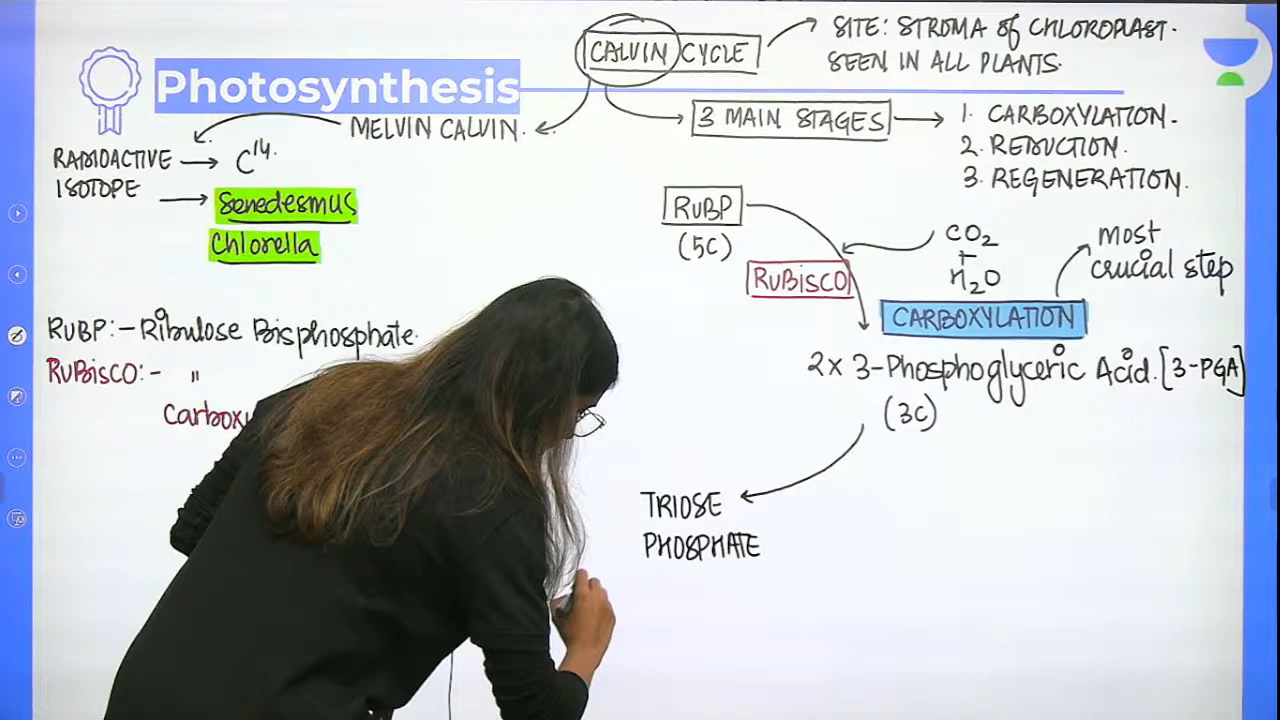 CALVIN CYCLE
SITE: STROMA of CHLOROPLAST.
SEEN IN ALL PLANTS.
Photosynthesis
MELVIN CALVIN.
3 MAIN STAGES
1. CARBOXYLATION.
2. REDUCTION.
3. REGENERATION.
RADIOACTIVE
ISOTOPE
C14.
Senedesmus
Chlorella
RuBP
(5C)
CO2
+
H2O
most
crucial step
RuBisCO
CARBOXYLATION
RuBP:- Ribulose Bisphosphate.
RuBisCO:- "
2x 3-Phosphoglyceric Acid. [3-PGA]
(3C)
TRIOSE
PHOSPHATE